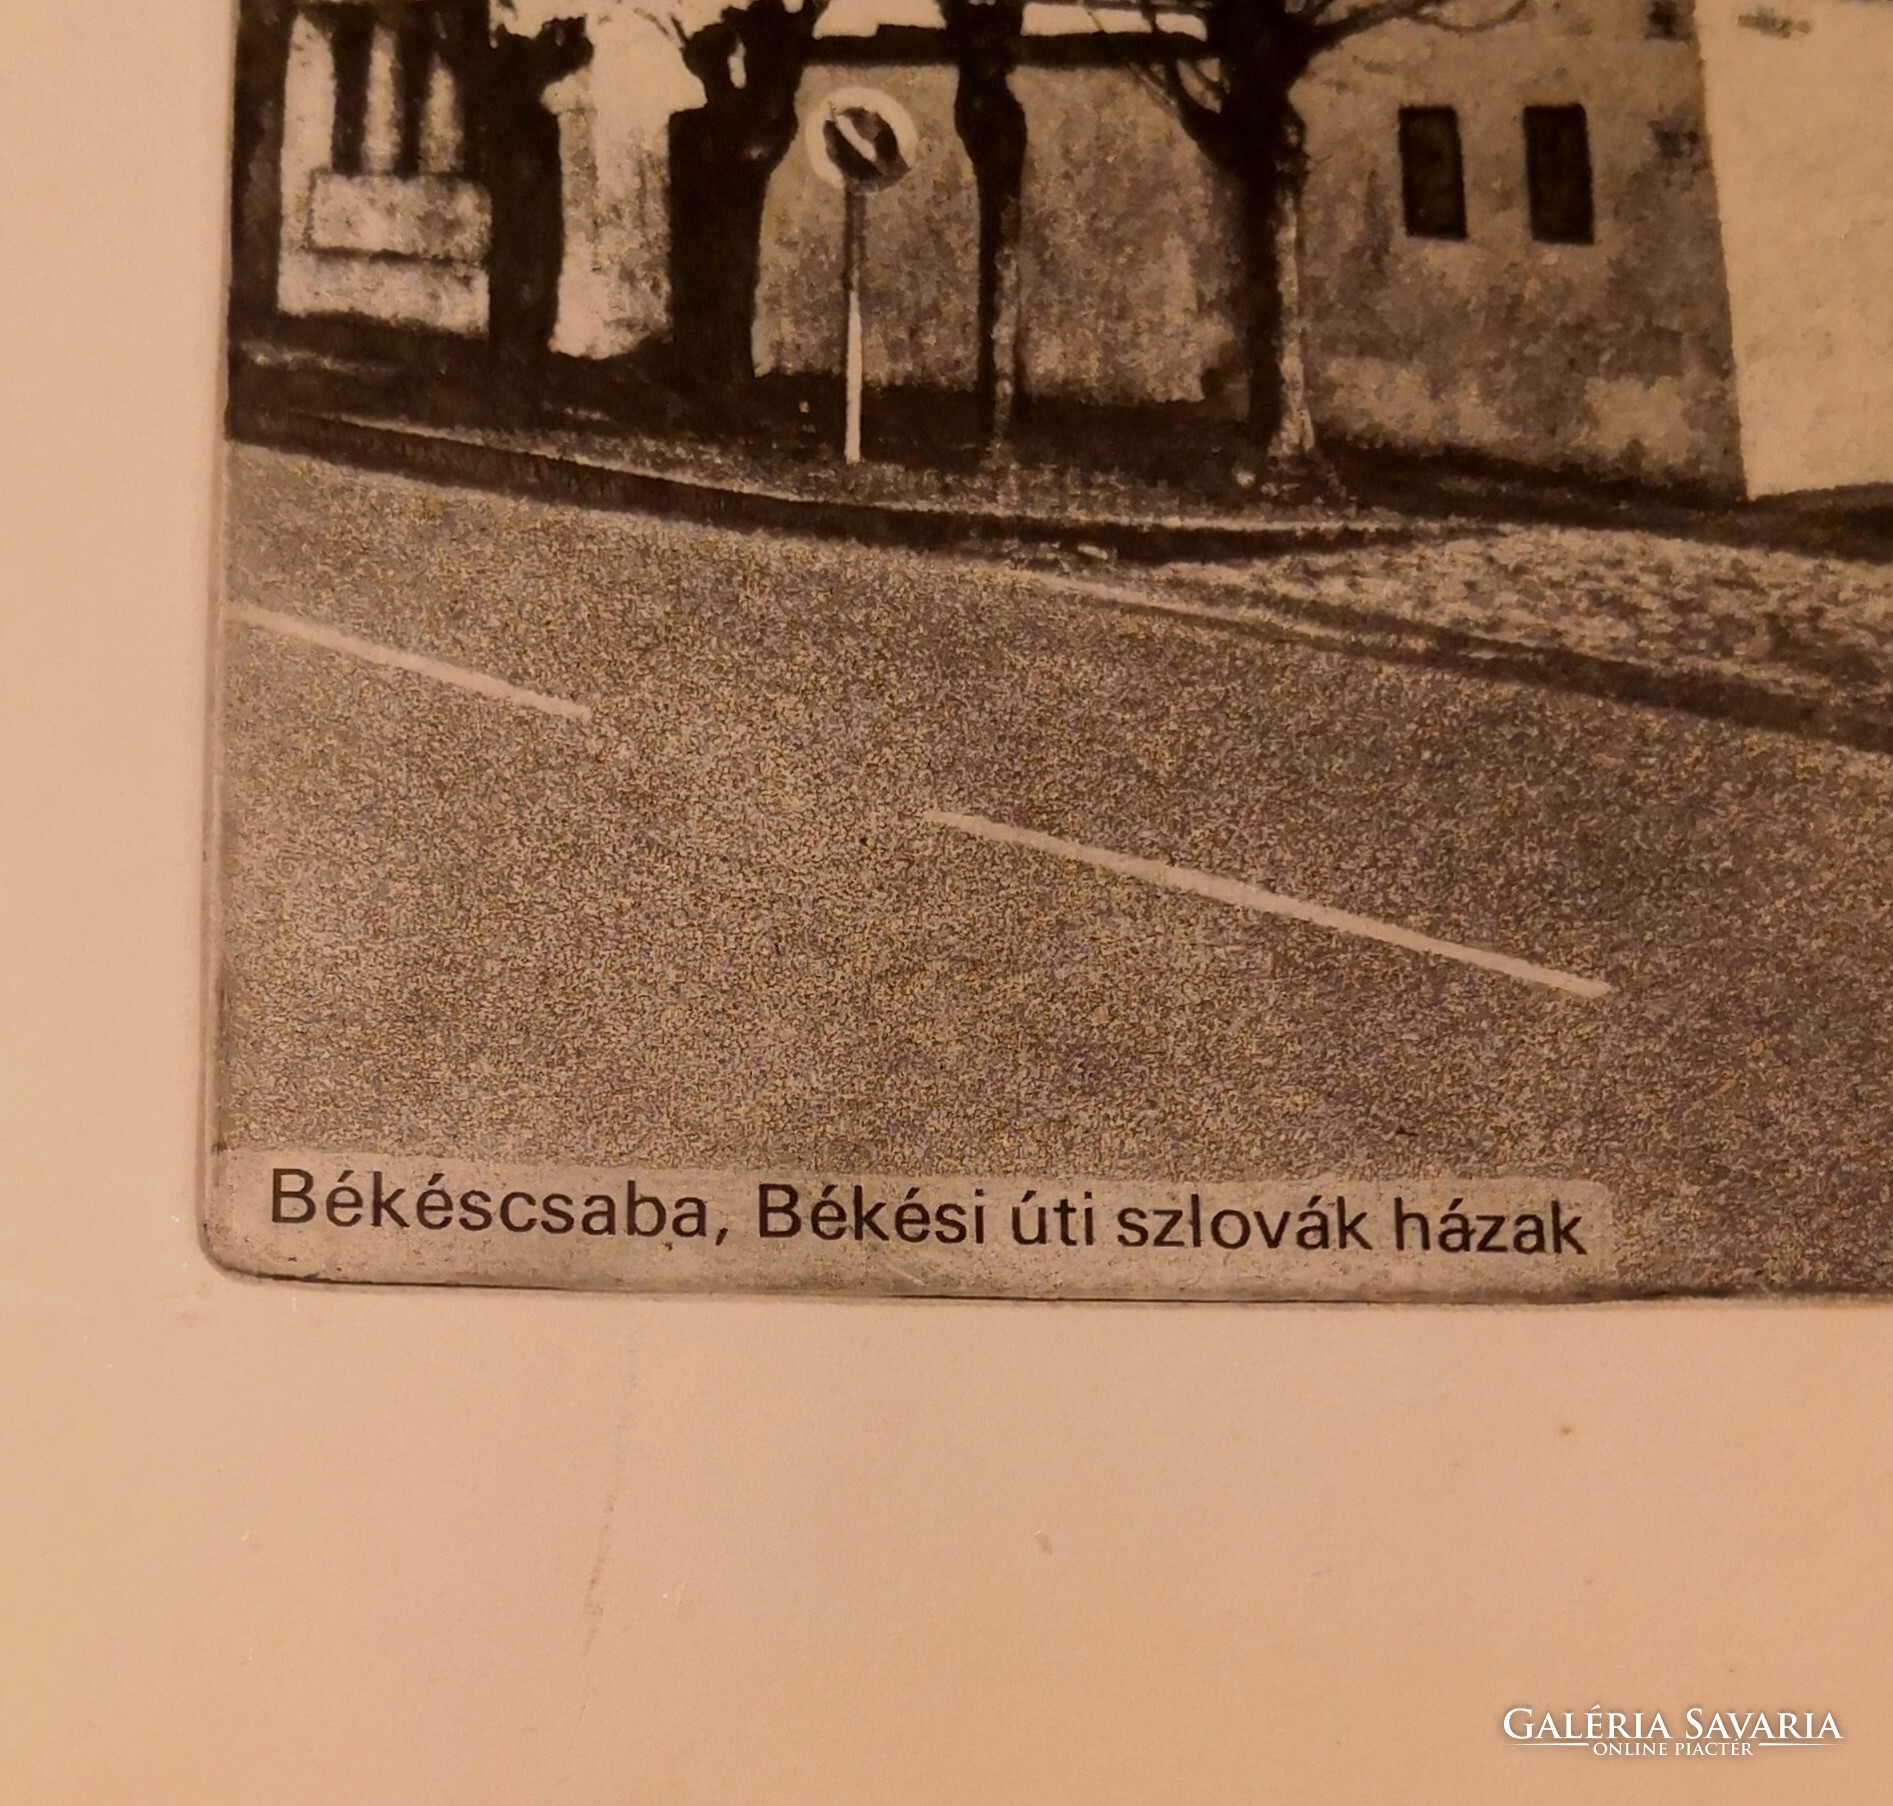 Békéscsaba, Békési úti szlovák házak
GALÉRIA SAVARIA
ONLINE PIACTÉR